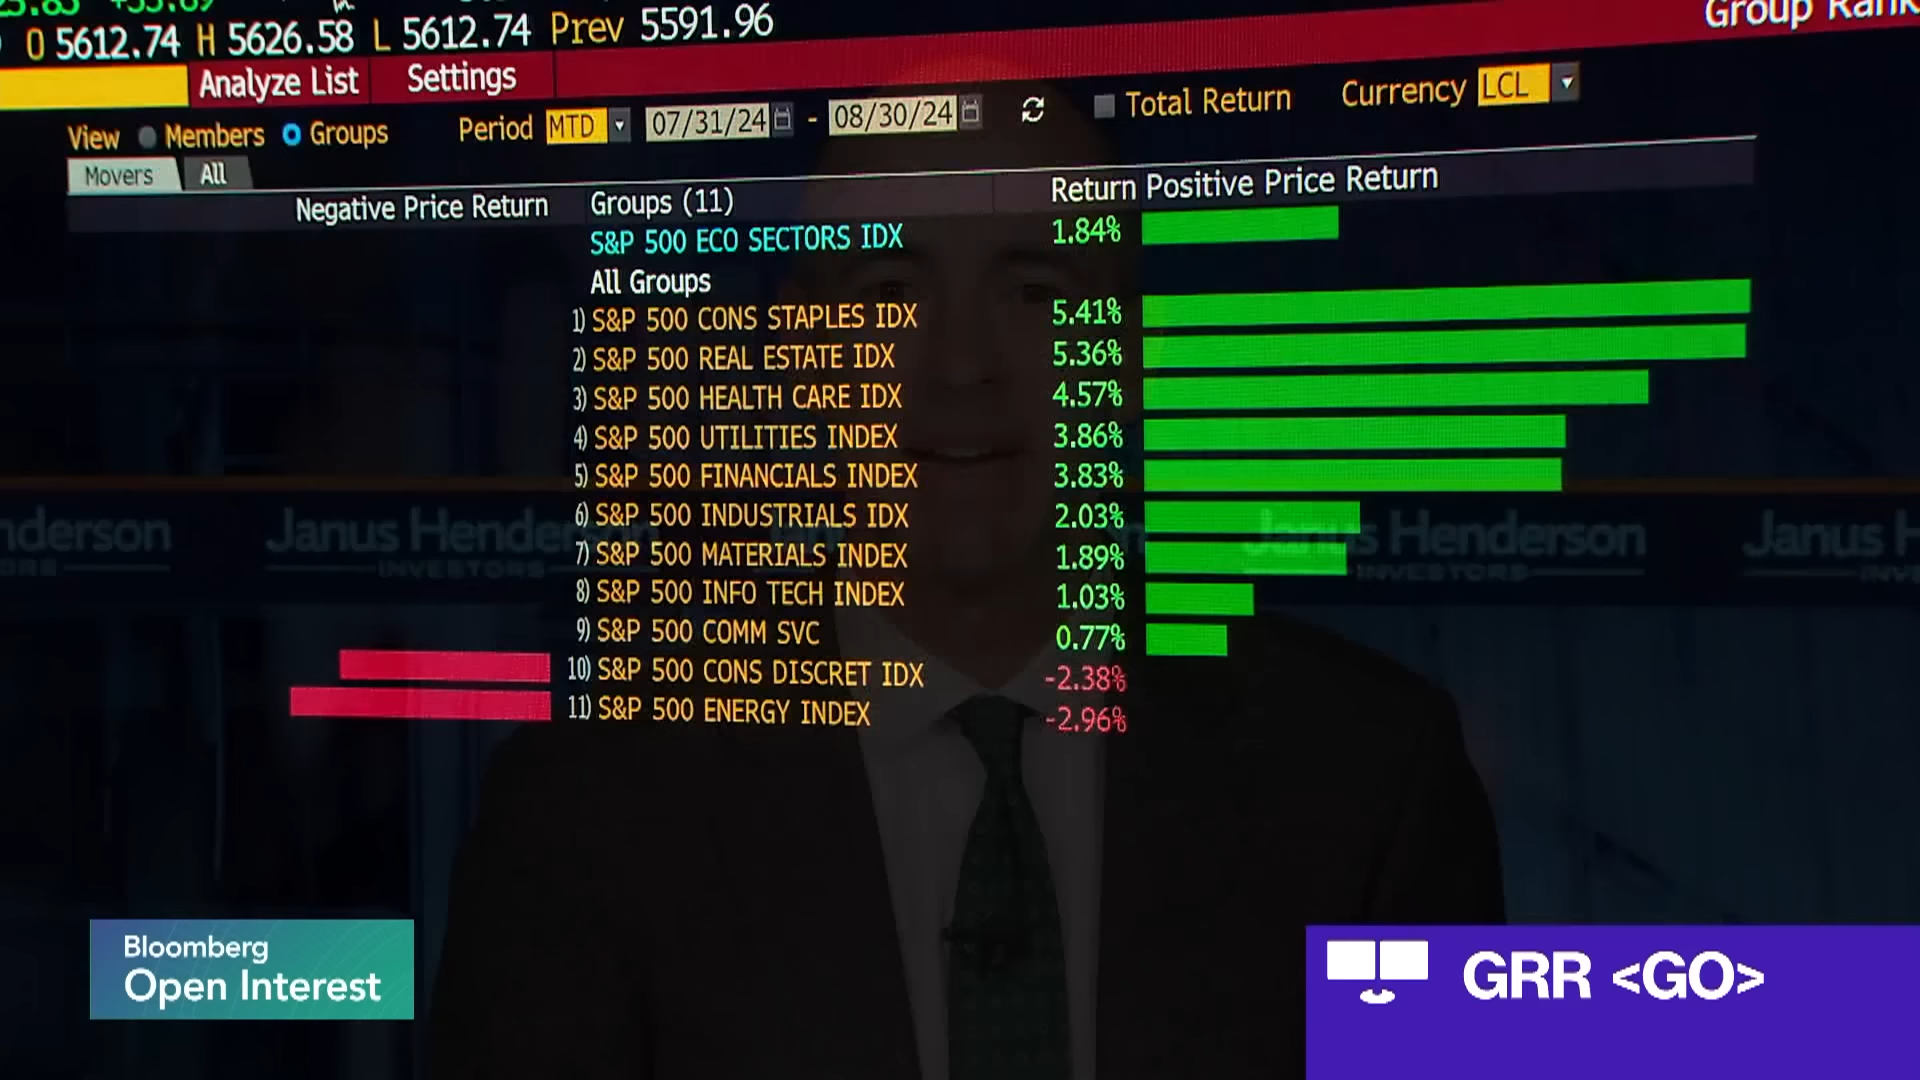 O 5612.74 H 5626.58 L 5612.74 Prev 5591.96
Group
Analyze List Settings
View Members Groups Period MTD 07/31/24 - 08/30/24 Total Return Currency LCL
Movers All
Negative Price Return Groups (11) Return Positive Price Return
S&P 500 ECO SECTORS IDX 1.84%
All Groups
1) S&P 500 CONS STAPLES IDX 5.41%
2) S&P 500 REAL ESTATE IDX 5.36%
3) S&P 500 HEALTH CARE IDX 4.57%
4) S&P 500 UTILITIES INDEX 3.86%
5) S&P 500 FINANCIALS INDEX 3.83%
6) S&P 500 INDUSTRIALS IDX 2.03%
7) S&P 500 MATERIALS INDEX 1.89%
8) S&P 500 INFO TECH INDEX 1.03%
9) S&P 500 COMM SVC 0.77%
10) S&P 500 CONS DISCRET IDX -2.38%
11) S&P 500 ENERGY INDEX -2.96%
Janus Henderson
INVESTORS
Janus Henderson
INVESTORS
Bloomberg
Open Interest
GRR <GO>